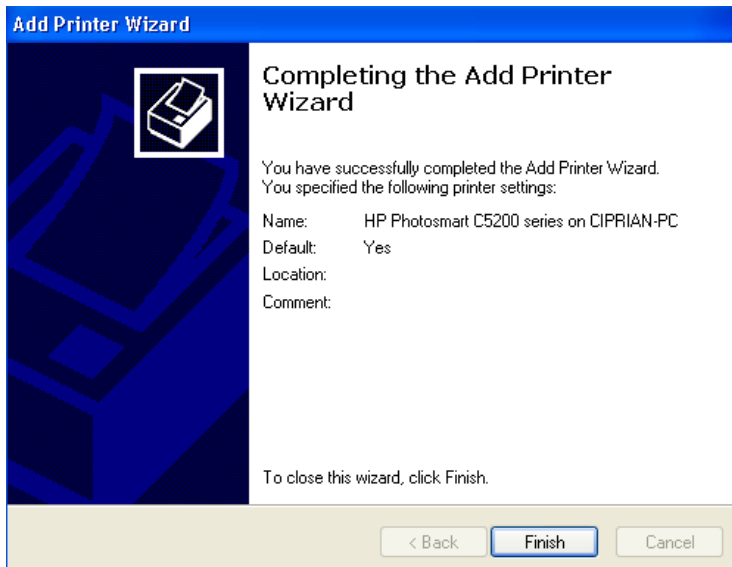 Add Printer Wizard
Completing the Add Printer
Wizard
You have successfully completed the Add Printer Wizard.
You specified the following printer settings:
Name: HP Photosmart C5200 series on CIPRIAN-PC
Default: Yes
Location:
Comment:
To close this wizard, click Finish.
< Back Finish Cancel